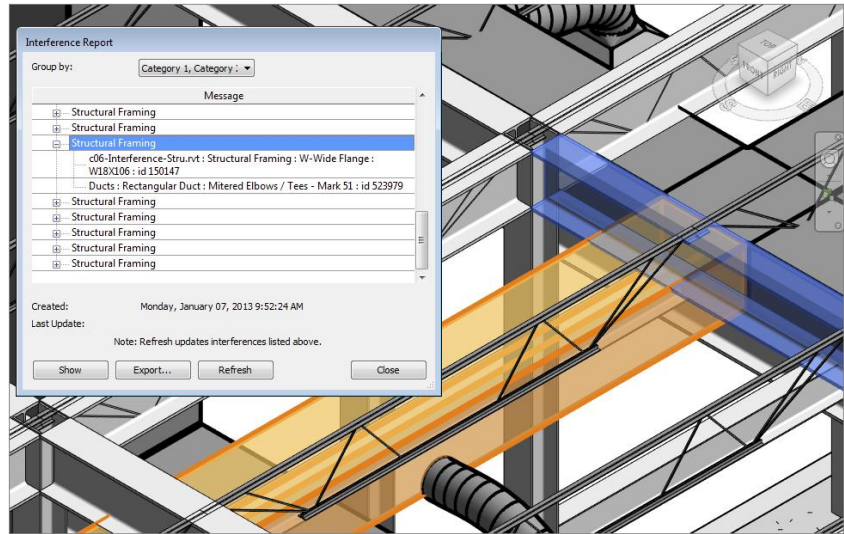 Interference Report
Group by:
Category 1, Category :
Message
Structural Framing
Structural Framing
Structural Framing
c06-Interference-Stru.rvt : Structural Framing : W-Wide Flange :
W18X106 : id 150147
Ducts : Rectangular Duct : Mitered Elbows / Tees - Mark 51 : id 523979
Structural Framing
Structural Framing
Structural Framing
Structural Framing
Created: Monday, January 07, 2013 9:52:24 AM
Last Update:
Note: Refresh updates interferences listed above.
Show Export... Refresh Close
TOP
FRONT RIGHT